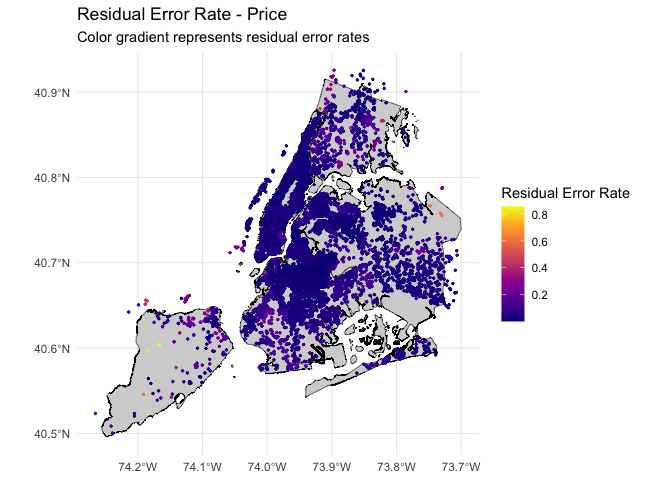 Residual Error Rate - Price
Color gradient represents residual error rates
40.9°N
40.8°N
40.7°N
40.6°N
40.5°N
74.2°W
74.1°W
74.0°W
73.9°W
73.8°W
73.7°W
Residual Error Rate
0.8
0.6
0.4
0.2